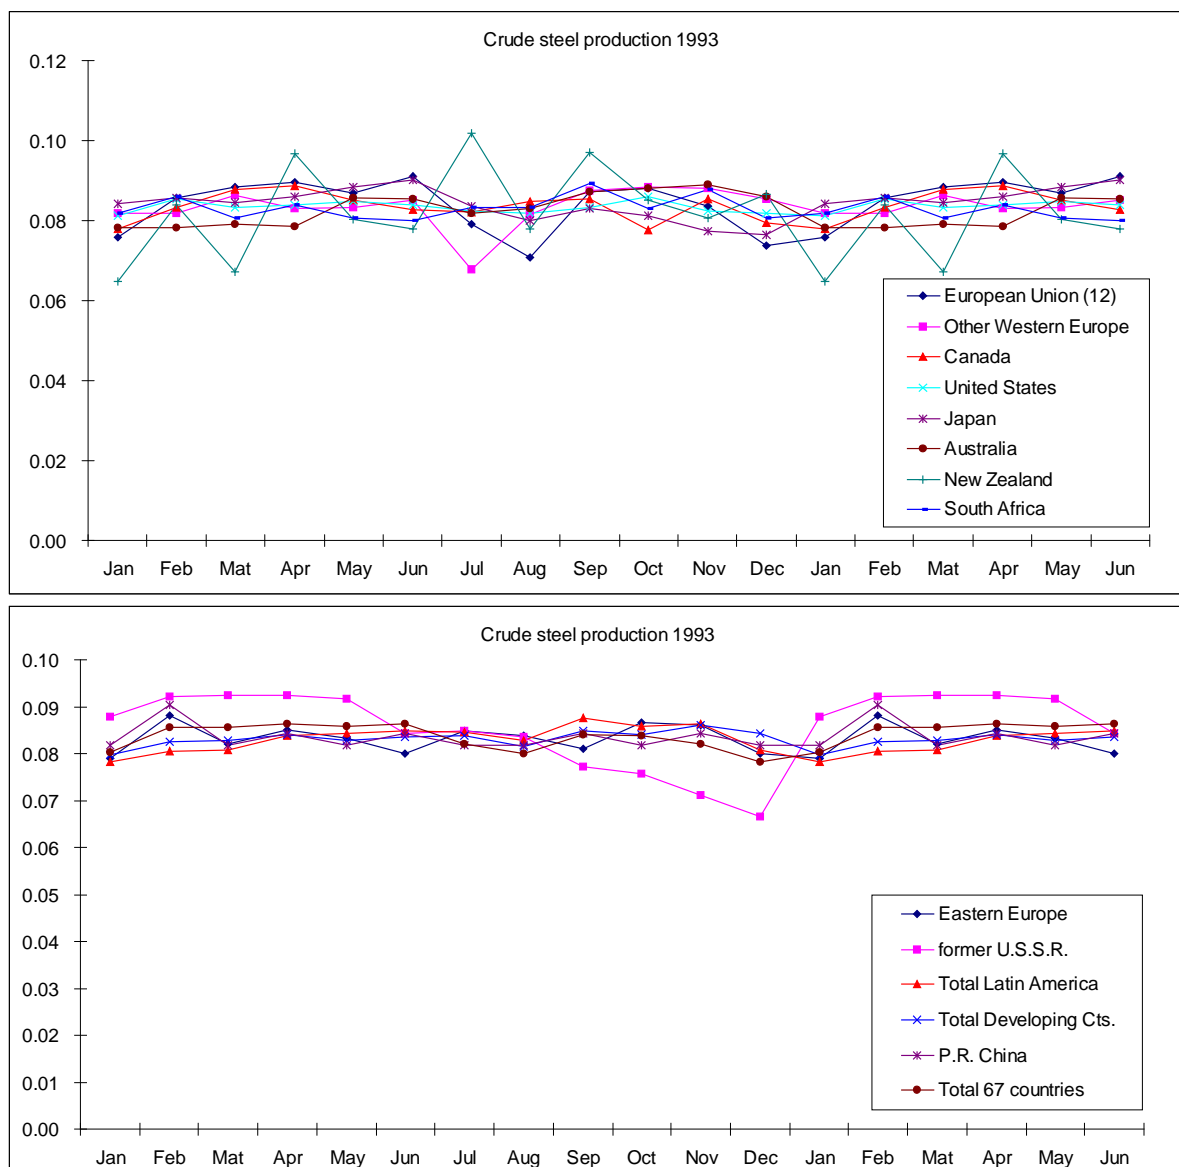 Crude steel production 1993
0.12
0.10
0.08
0.06
0.04
0.02
0.00
European Union (12)
Other Western Europe
Canada
United States
Japan
Australia
New Zealand
South Africa
Jan Feb Mat Apr May Jun Jul Aug Sep Oct Nov Dec Jan Feb Mat Apr May Jun
Crude steel production 1993
0.10
0.09
0.08
0.07
0.06
0.05
0.04
0.03
0.02
0.01
0.00
Eastern Europe
former U.S.S.R.
Total Latin America
Total Developing Cts.
P.R. China
Total 67 countries
Jan Feb Mar Apr May Jun Jul Aug Sep Oct Nov Dec Jan Feb Mar Apr May Jun